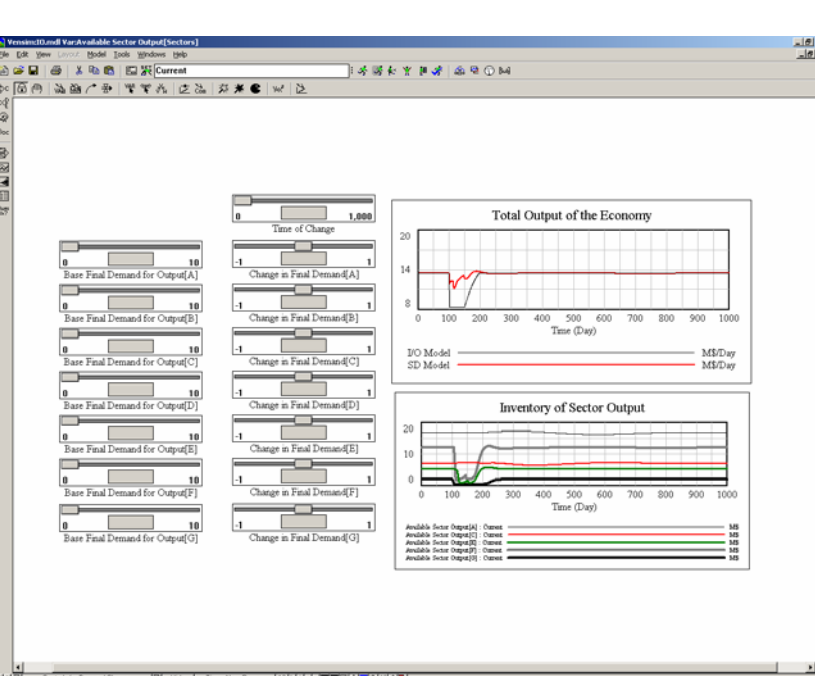 Vensim:IO.mdl Var:Available Sector Output[Sectors]
File Edit View Layout Model Tools Windows Help
Current
0 1,000
Time of Change
0 10
Base Final Demand for Output[A]
-1 1
Change in Final Demand[A]
0 10
Base Final Demand for Output[B]
-1 1
Change in Final Demand[B]
0 10
Base Final Demand for Output[C]
-1 1
Change in Final Demand[C]
0 10
Base Final Demand for Output[D]
-1 1
Change in Final Demand[D]
0 10
Base Final Demand for Output[E]
-1 1
Change in Final Demand[E]
0 10
Base Final Demand for Output[F]
-1 1
Change in Final Demand[F]
0 10
Base Final Demand for Output[G]
-1 1
Change in Final Demand[G]
Total Output of the Economy
20
14
8
0 100 200 300 400 500 600 700 800 900 1000
Time (Day)
I/O Model M$/Day
SD Model M$/Day
Inventory of Sector Output
20
10
0
0 100 200 300 400 500 600 700 800 900 1000
Time (Day)
Available Sector Output[A] : Current M$
Available Sector Output[C] : Current M$
Available Sector Output[E] : Current M$
Available Sector Output[F] : Current M$
Available Sector Output[G] : Current M$